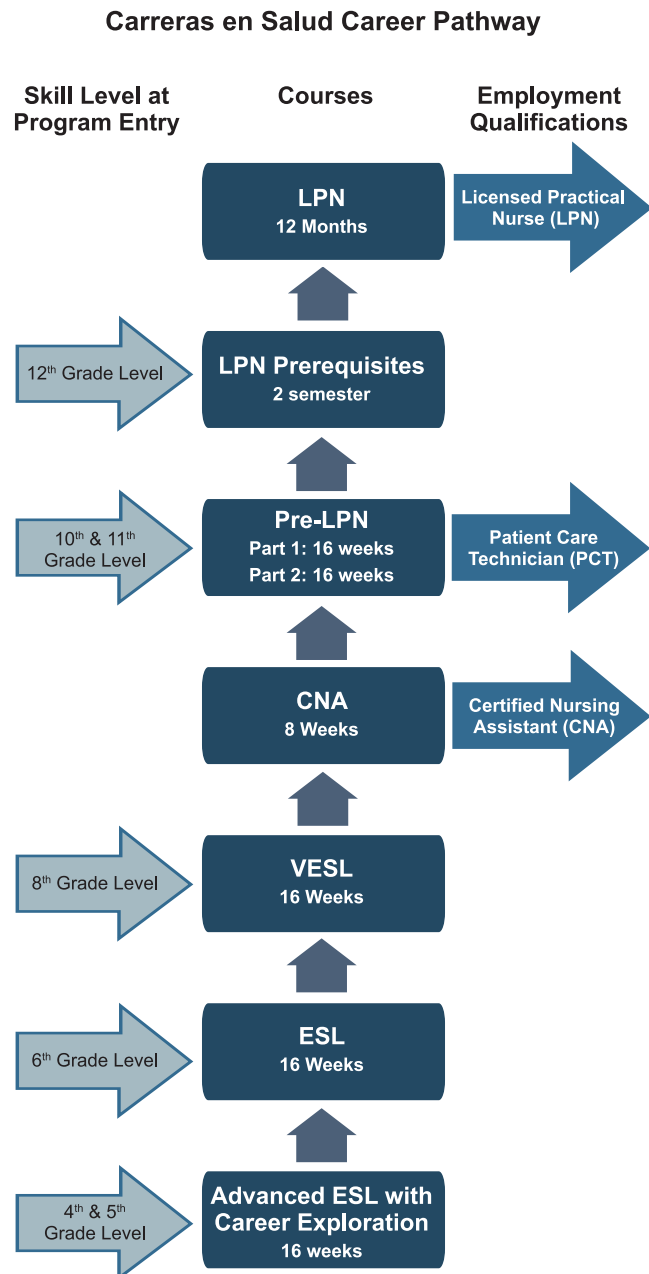 Carreras en Salud Career Pathway
Skill Level at
Program Entry
Courses
Employment
Qualifications
LPN
12 Months
Licensed Practical
Nurse (LPN)
12th Grade Level
LPN Prerequisites
2 semester
10th & 11th
Grade Level
Pre-LPN
Part 1: 16 weeks
Part 2: 16 weeks
Patient Care
Technician (PCT)
CNA
8 Weeks
Certified Nursing
Assistant (CNA)
8th Grade Level
VESL
16 Weeks
6th Grade Level
ESL
16 Weeks
4th & 5th
Grade Level
Advanced ESL with
Career Exploration
16 weeks